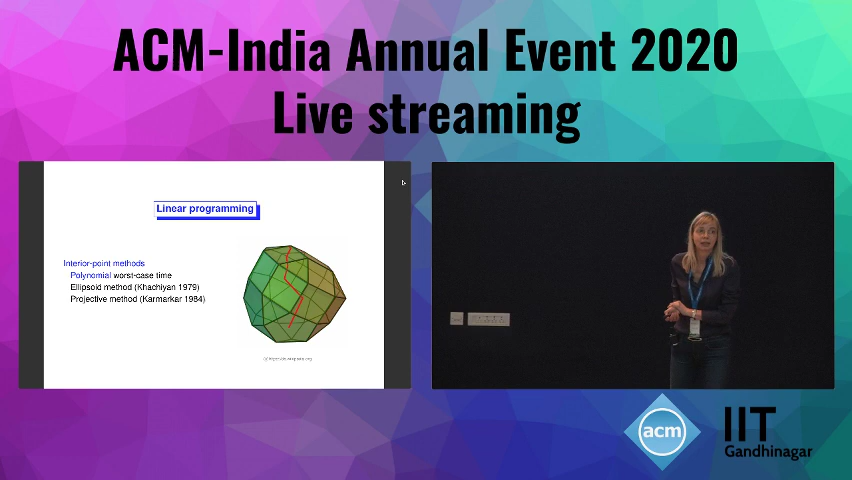 ACM-India Annual Event 2020
Live streaming
Linear programming
Interior-point methods
Polynomial worst-case time
Ellipsoid method (Khachiyan 1979)
Projective method (Karmarkar 1984)
acm
IIT
Gandhinagar